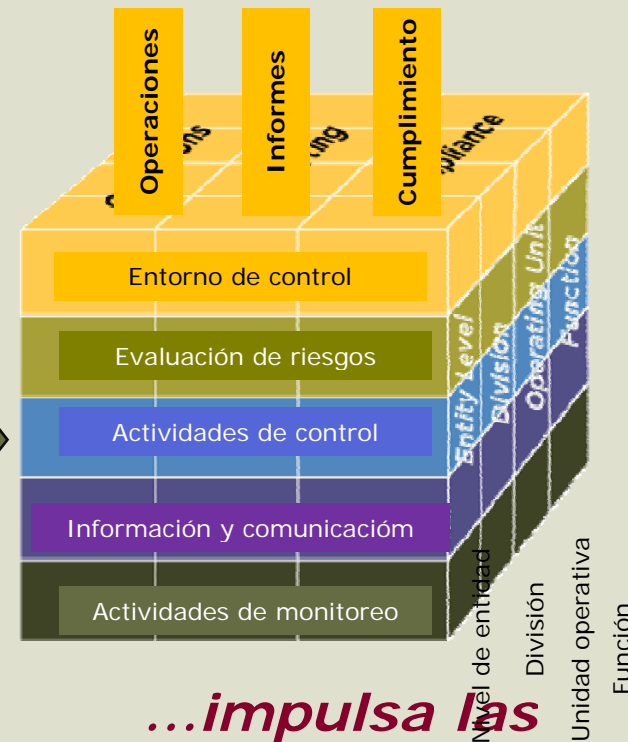 Operaciones
Informes
Cumplimiento
Entorno de control
Evaluación de riesgos
Actividades de control
Información y comunicacióm
Actividades de monitoreo
Entity Level
Division
Operating Unit
Function
Nivel de entidad
División
Unidad operativa
Función
...impulsa las